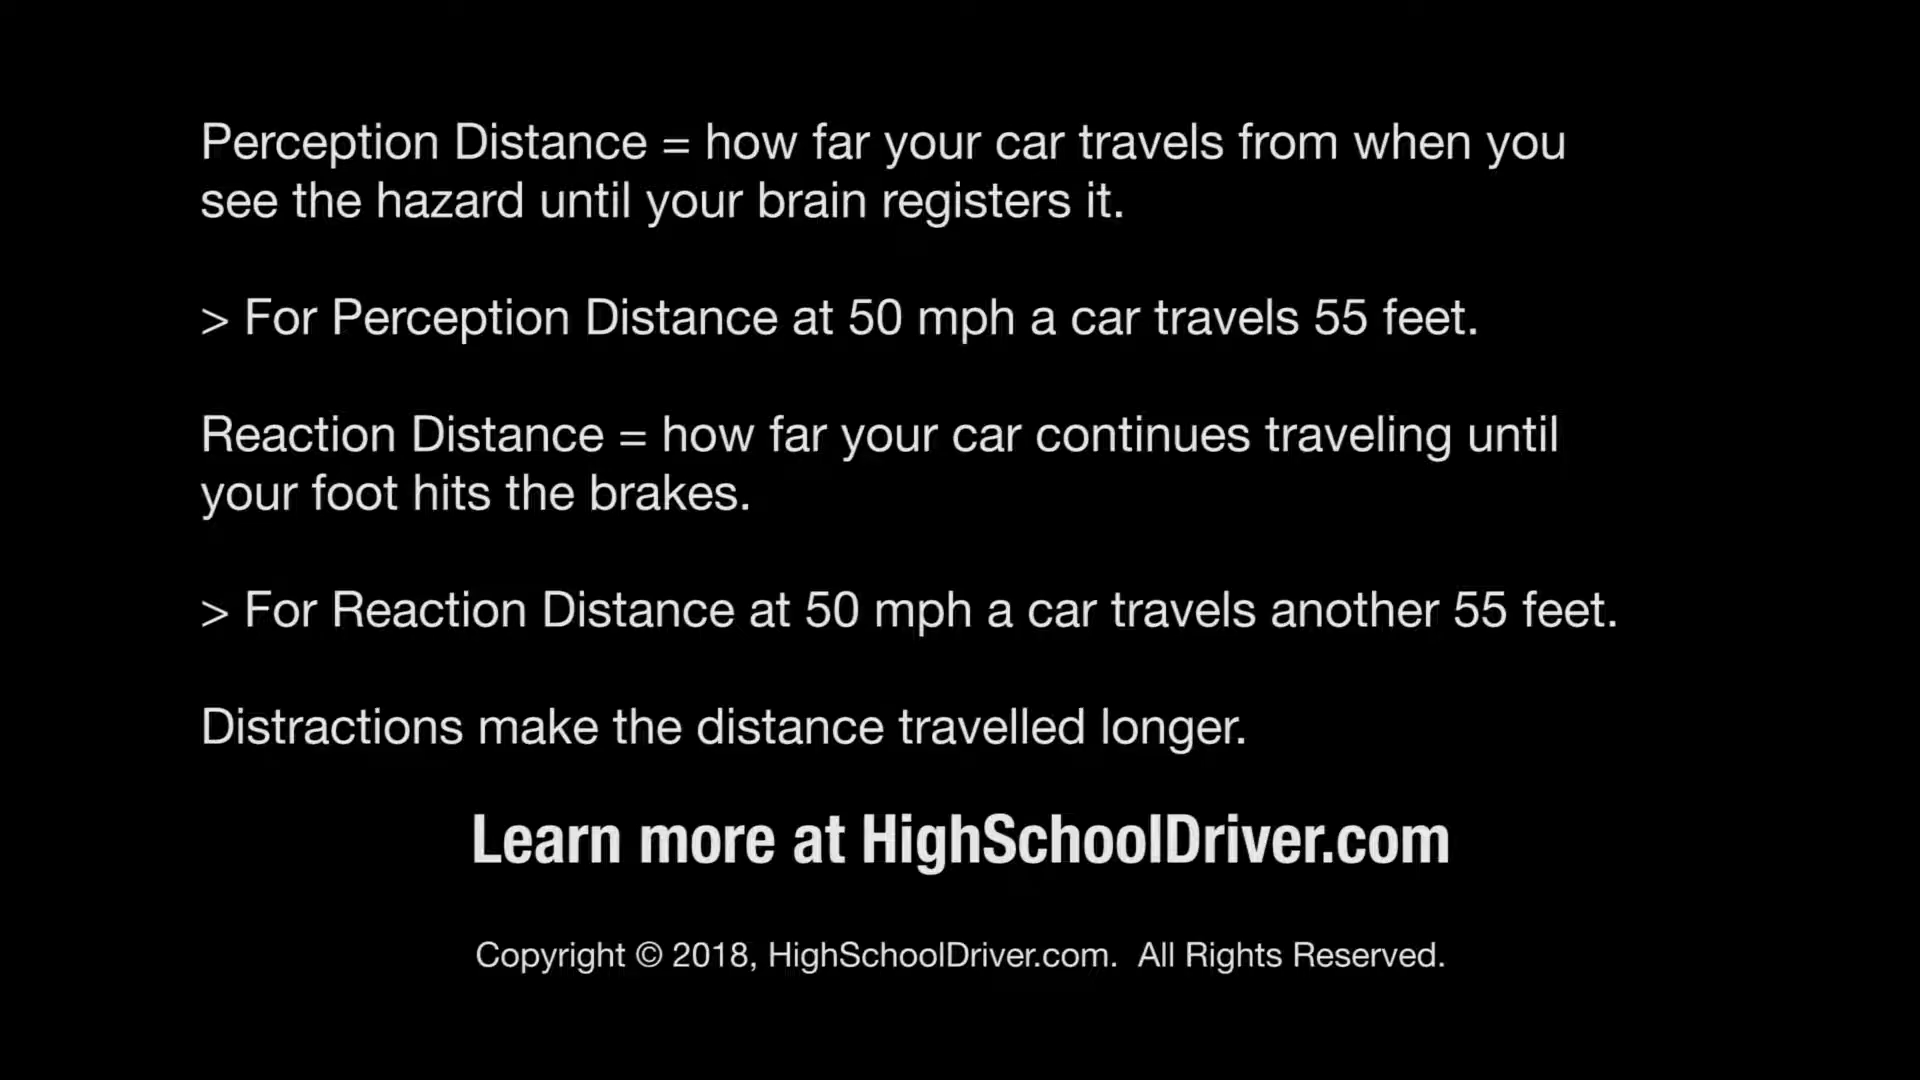 Perception Distance = how far your car travels from when you
see the hazard until your brain registers it.
> For Perception Distance at 50 mph a car travels 55 feet.
Reaction Distance = how far your car continues traveling until
your foot hits the brakes.
> For Reaction Distance at 50 mph a car travels another 55 feet.
Distractions make the distance travelled longer.
Learn more at HighSchoolDriver.com
Copyright © 2018, HighSchoolDriver.com.  All Rights Reserved.